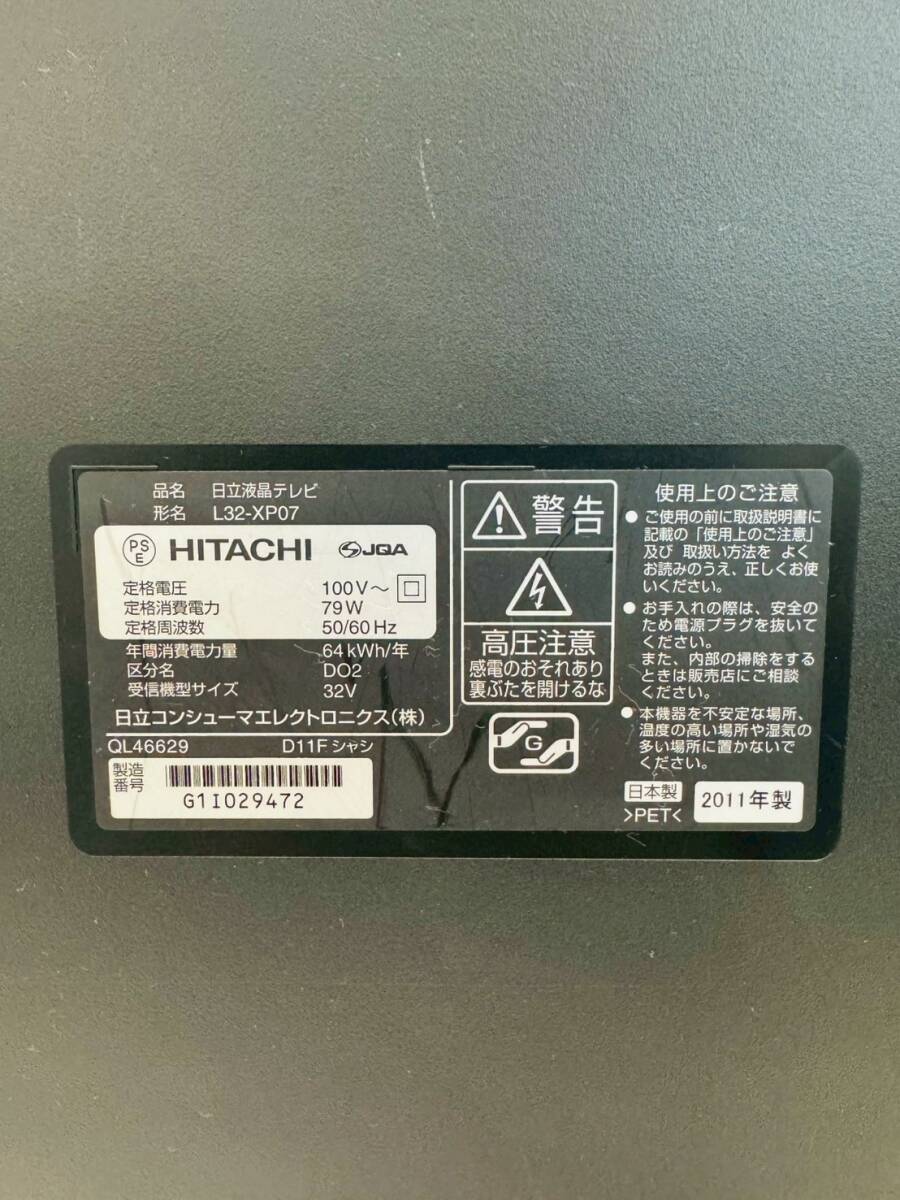 品名 日立液晶テレビ
形名 L32-XP07
PS
E
HITACHI JQA
定格電圧 100V～
定格消費電力 79W
定格周波数 50/60Hz
年間消費電力量 64kWh/年
区分名 DO2
受信機型サイズ 32V
日立コンシューマエレクトロニクス(株)
QL46629 D11Fシャシ
製造
番号
G1I029472
警告
高圧注意
感電のおそれあり
裏ぶたを開けるな
G
使用上のご注意
●ご使用の前に取扱説明書に
記載の「使用上のご注意」
及び 取扱い方法を よく
お読みのうえ、正しくお使
いください。
●お手入れの際は、安全の
ため電源プラグを抜いて
ください。
また、内部の掃除をする
ときは販売店にご相談
ください。
●本機器を不安定な場所、
温度の高い場所や湿気の
多い場所に置かないで
ください。
日本製
>PET<
2011年製